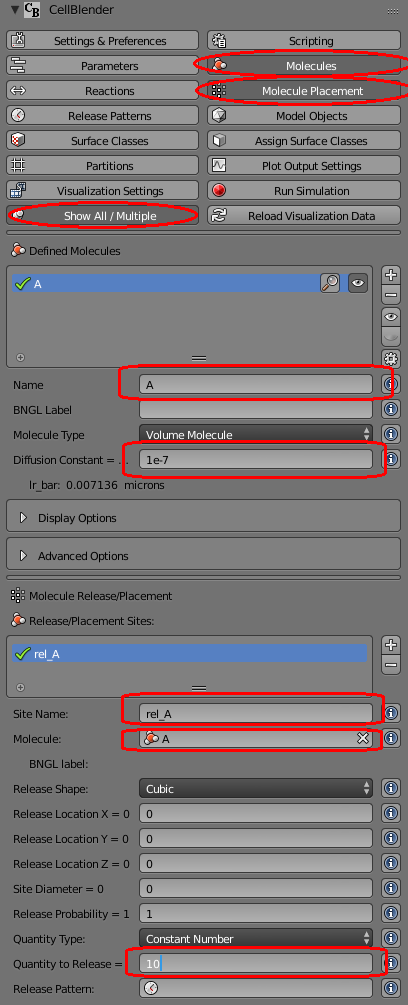 CellBlender
Settings & Preferences Scripting
Parameters Molecules
Reactions Molecule Placement
Release Patterns Model Objects
Surface Classes Assign Surface Classes
Partitions Plot Output Settings
Visualization Settings Run Simulation
Show All / Multiple Reload Visualization Data
Defined Molecules
A
Name A
BNGL Label
Molecule Type Volume Molecule
Diffusion Constant = ... 1e-7
lr_bar: 0.007136 microns
Display Options
Advanced Options
Molecule Release/Placement
Release/Placement Sites:
rel_A
Site Name: rel_A
Molecule: A
BNGL label:
Release Shape: Cubic
Release Location X = 0 0
Release Location Y = 0 0
Release Location Z = 0 0
Site Diameter = 0 0
Release Probability = 1 1
Quantity Type: Constant Number
Quantity to Release = 10
Release Pattern: